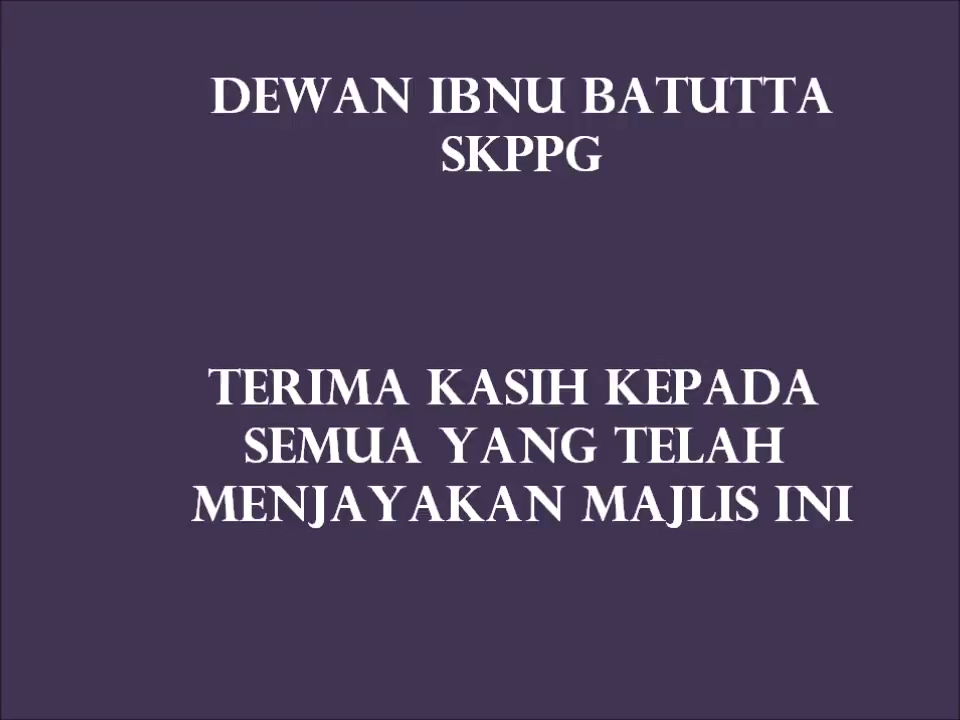 DEWAN IBNU BATUTTA
SKPPG
TERIMA KASIH KEPADA
SEMUA YANG TELAH
MENJAYAKAN MAJLIS INI